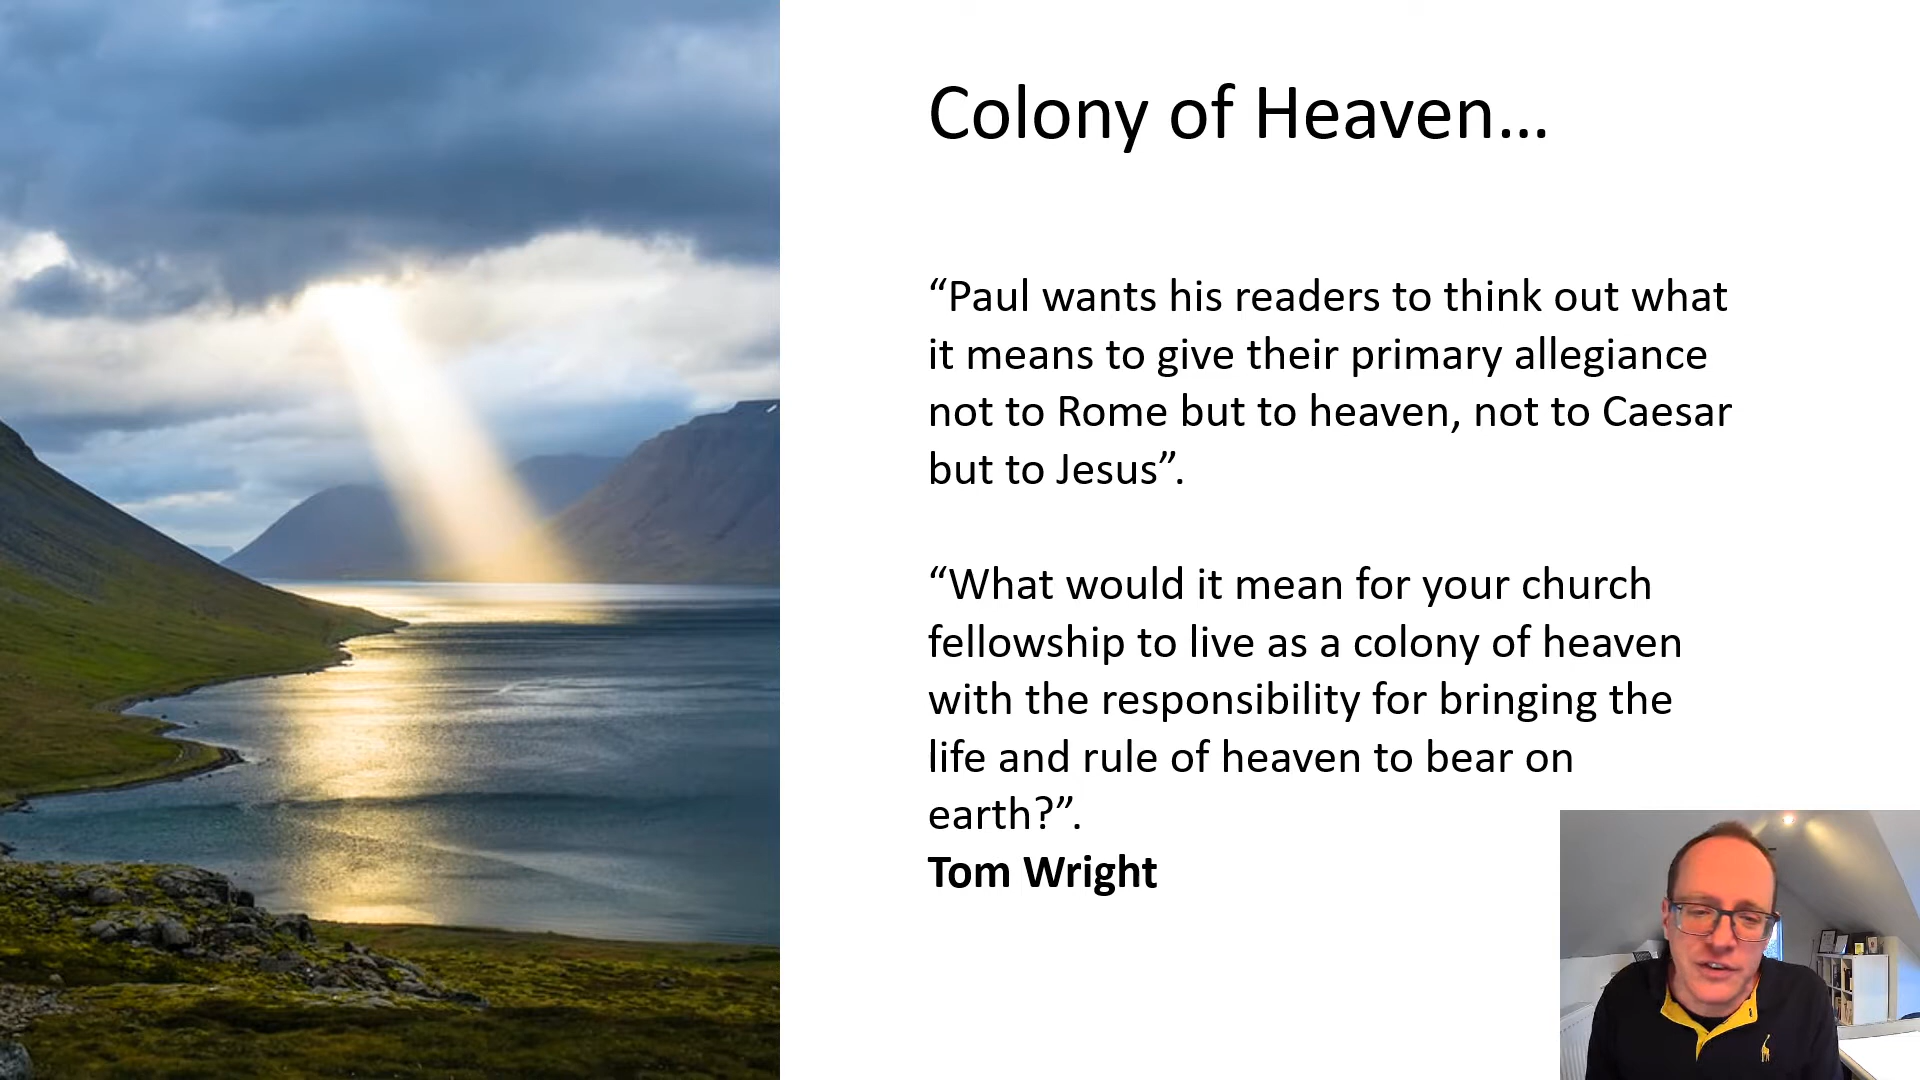 Colony of Heaven...
“Paul wants his readers to think out what
it means to give their primary allegiance
not to Rome but to heaven, not to Caesar
but to Jesus”.
“What would it mean for your church
fellowship to live as a colony of heaven
with the responsibility for bringing the
life and rule of heaven to bear on
earth?”.
Tom Wright